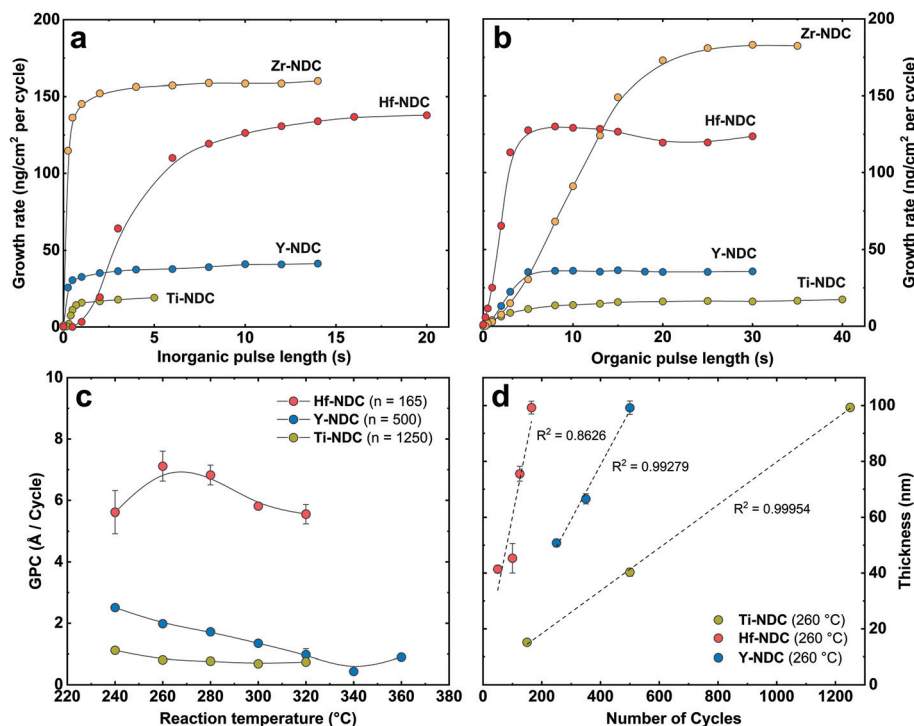 a
200
150
100
50
0
Growth rate (ng/cm² per cycle)
Zr-NDC
Hf-NDC
Y-NDC
Ti-NDC
0 5 10 15 20
Inorganic pulse length (s)
b
200
150
100
50
0
Growth rate (ng/cm² per cycle)
Zr-NDC
Hf-NDC
Y-NDC
Ti-NDC
0 10 20 30 40
Organic pulse length (s)
c
10
8
6
4
2
0
GPC (Å / Cycle)
Hf-NDC (n = 165)
Y-NDC (n = 500)
Ti-NDC (n = 1250)
220 240 260 280 300 320 340 360 380
Reaction temperature (°C)
d
100
80
60
40
20
0
Thickness (nm)
R² = 0.8626
R² = 0.99279
R² = 0.99954
Ti-NDC (260 °C)
Hf-NDC (260 °C)
Y-NDC (260 °C)
0 200 400 600 800 1000 1200
Number of Cycles